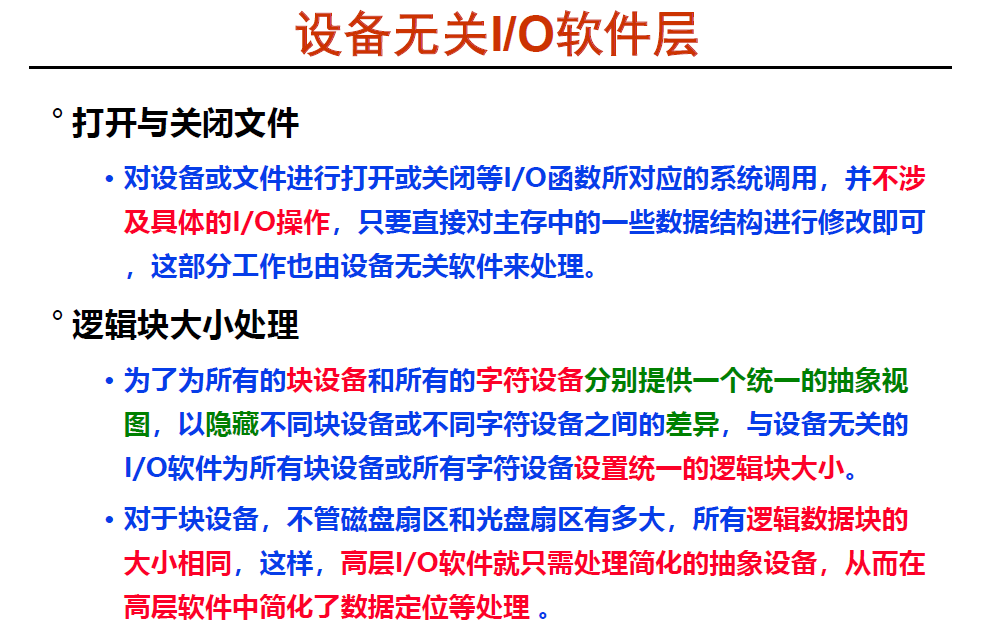 设备无关I/O软件层
° 打开与关闭文件
• 对设备或文件进行打开或关闭等I/O函数所对应的系统调用，并不涉
及具体的I/O操作，只要直接对主存中的一些数据结构进行修改即可
，这部分工作也由设备无关软件来处理。
° 逻辑块大小处理
• 为了为所有的块设备和所有的字符设备分别提供一个统一的抽象视
图，以隐藏不同块设备或不同字符设备之间的差异，与设备无关的
I/O软件为所有块设备或所有字符设备设置统一的逻辑块大小。
• 对于块设备，不管磁盘扇区和光盘扇区有多大，所有逻辑数据块的
大小相同，这样，高层I/O软件就只需处理简化的抽象设备，从而在
高层软件中简化了数据定位等处理 。